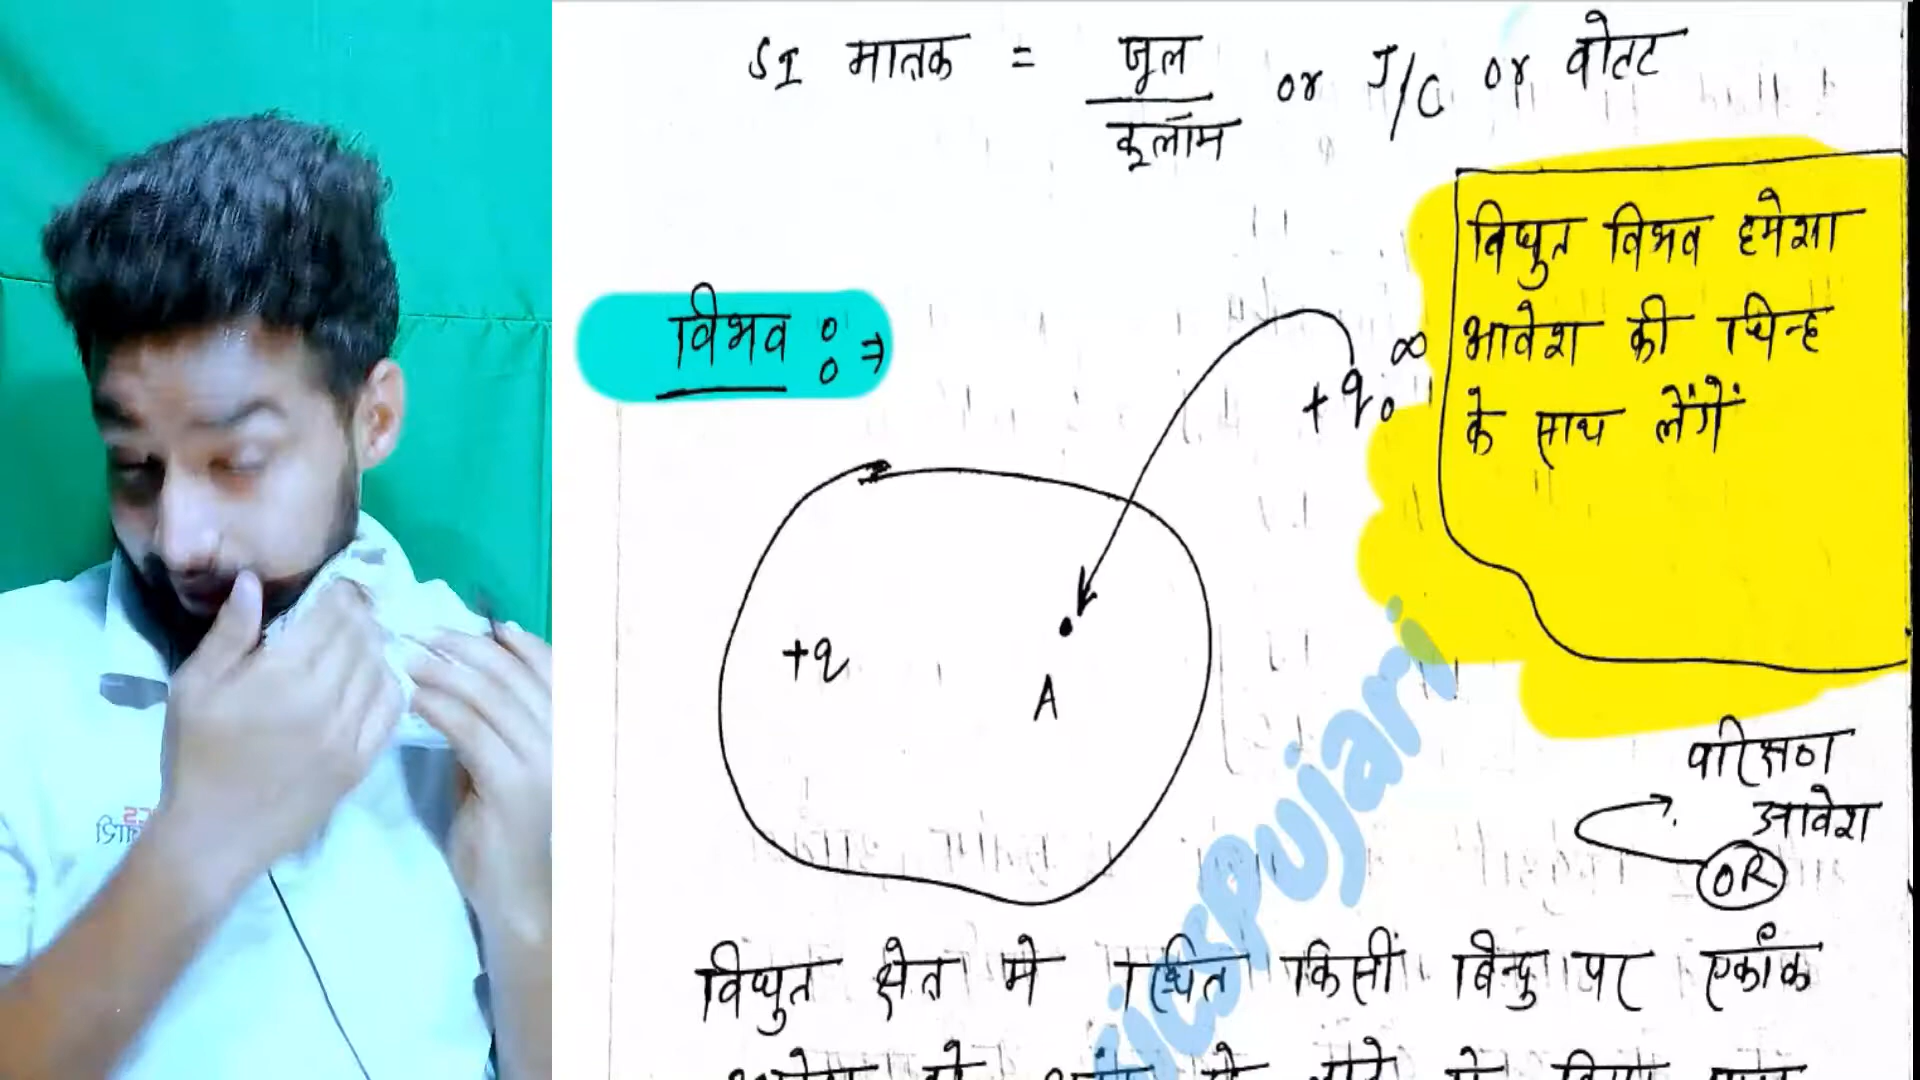 SI मात्रक = जूल / कूलॉम or J/C or वोल्ट
विधुत विभव हमेशा
आवेश की चिन्ह
के साथ लेंगें
विभव :⇒
∞
+q₀
+q
A
परिक्षण
आवेश
OR
विधुत क्षेत्र मे स्थित किसी बिन्दु पर एकांक